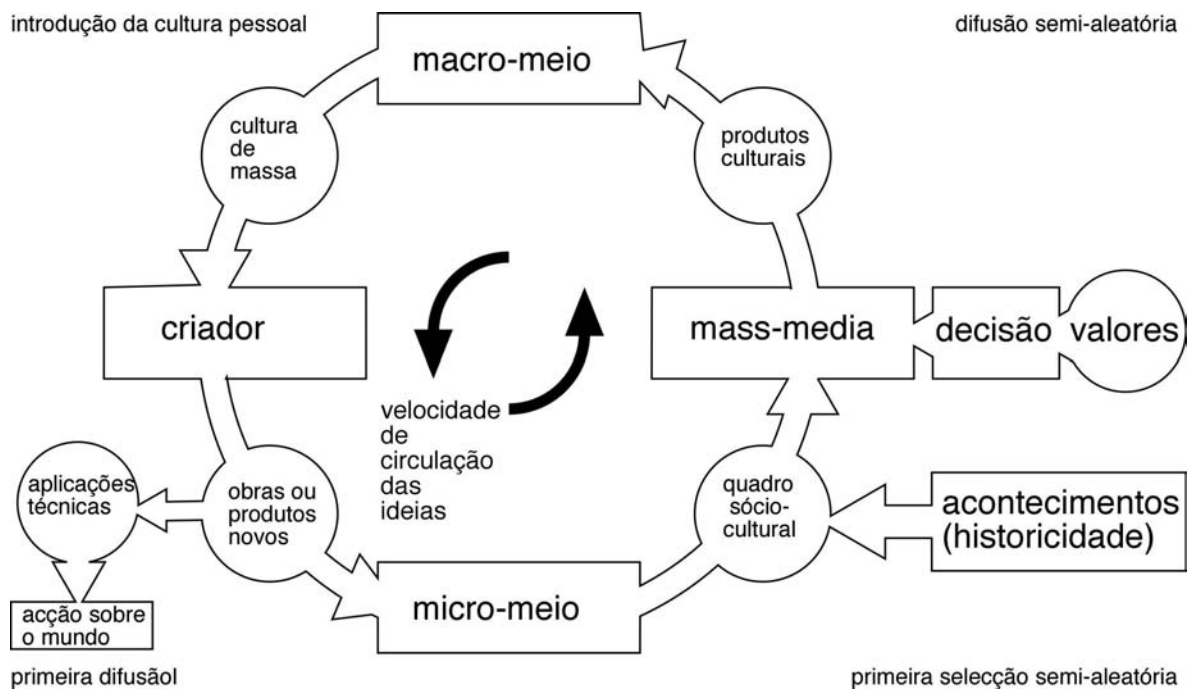 introdução da cultura pessoal
difusão semi-aleatória
macro-meio
cultura
de
massa
produtos
culturais
criador
mass-media
decisão
valores
velocidade
de
circulação
das
ideias
aplicações
técnicas
obras ou
produtos
novos
quadro
sócio-
cultural
acontecimentos
(historicidade)
micro-meio
acção sobre
o mundo
primeira difusãol
primeira selecção semi-aleatória